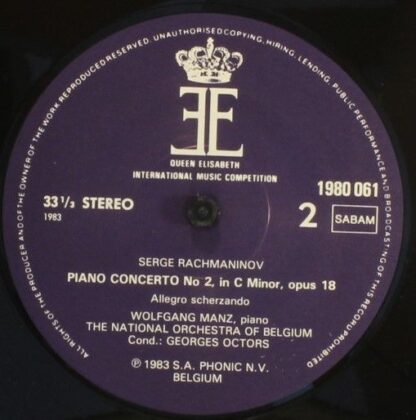 ALL RIGHTS OF THE PRODUCER AND OF THE OWNER OF THE WORK REPRODUCED RESERVED. UNAUTHORISED COPYING, HIRING, LENDING, PUBLIC PERFORMANCE AND BROADCASTING OF THIS RECORD PROHIBITED
QUEEN ELISABETH
INTERNATIONAL MUSIC COMPETITION
1980 061
33 1/3 STEREO
1983
2
SABAM
SERGE RACHMANINOV
PIANO CONCERTO No 2, in C Minor, opus 18
Allegro scherzando
WOLFGANG MANZ, piano
THE NATIONAL ORCHESTRA OF BELGIUM
Cond.: GEORGES OCTORS
℗ 1983 S.A. PHONIC N.V.
BELGIUM